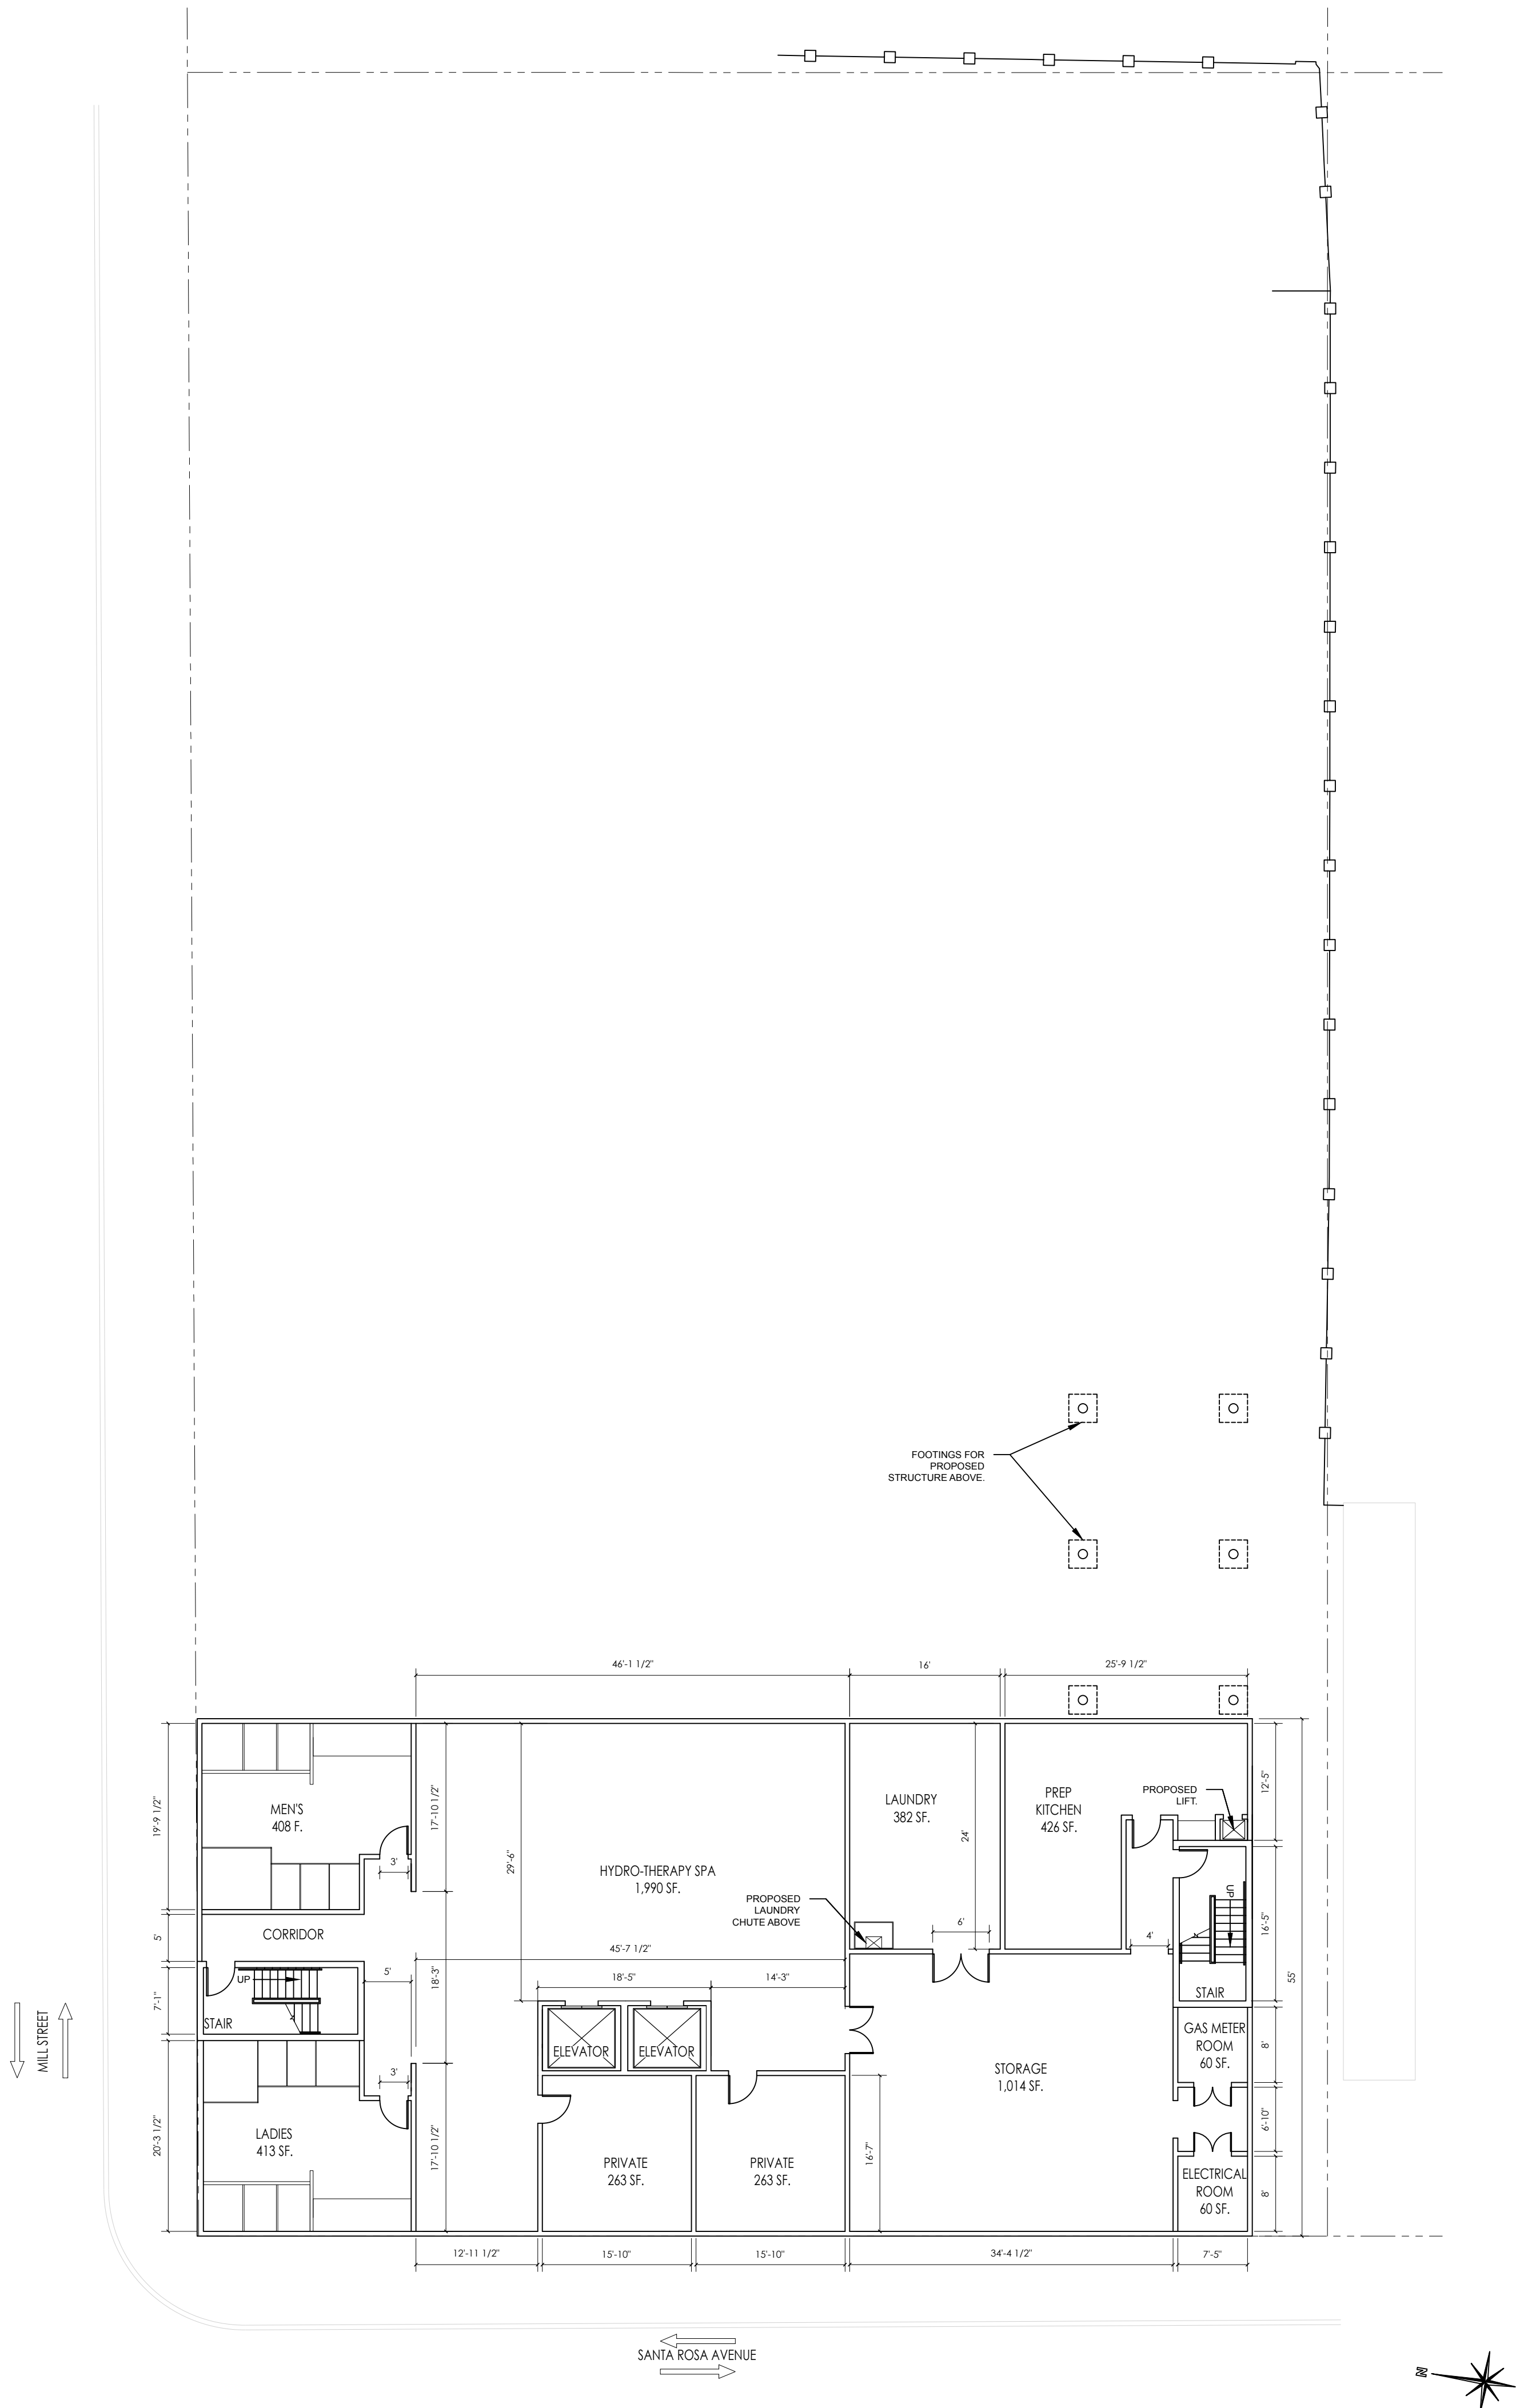 FOOTINGS FOR
PROPOSED
STRUCTURE ABOVE.
46'-1 1/2"
16'
25'-9 1/2"
19'-9 1/2"
5'
7'-1"
20'-3 1/2"
MEN'S
408 F.
3'
17'-10 1/2"
CORRIDOR
UP
STAIR
5'
18'-3"
3'
LADIES
413 SF.
17'-10 1/2"
29'-6"
HYDRO-THERAPY SPA
1,990 SF.
PROPOSED
LAUNDRY
CHUTE ABOVE
45'-7 1/2"
18'-5"
14'-3"
ELEVATOR
ELEVATOR
PRIVATE
263 SF.
PRIVATE
263 SF.
LAUNDRY
382 SF.
24'
6'
PREP
KITCHEN
426 SF.
PROPOSED
LIFT.
4'
UP
STAIR
STORAGE
1,014 SF.
16'-7"
GAS METER
ROOM
60 SF.
ELECTRICAL
ROOM
60 SF.
12'-5"
16'-5"
8'
6'-10"
8'
55'
12'-11 1/2"
15'-10"
15'-10"
34'-4 1/2"
7'-5"
MILL STREET
SANTA ROSA AVENUE
N